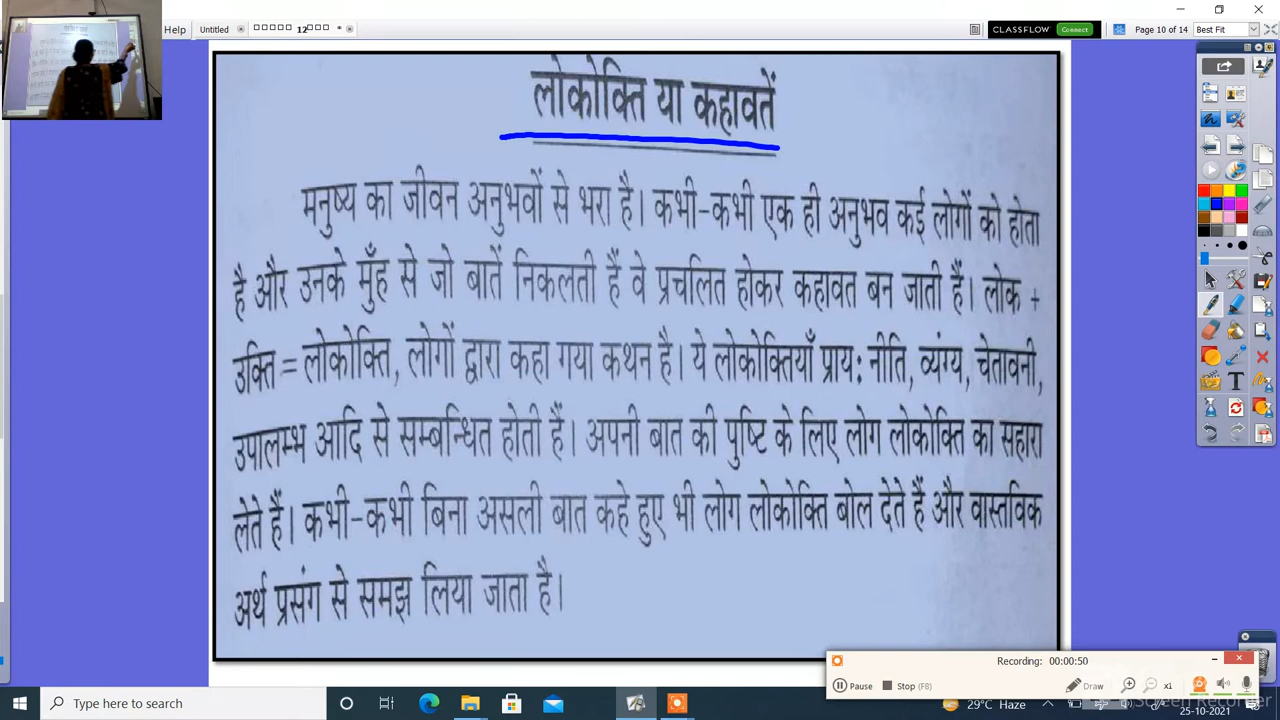 Help
Untitled
12
*
CLASSFLOW
Connect
Page 10 of 14
Best Fit
लोकोक्ति या कहावतें
मनुष्य का जीवन अनुभवों से भरा है। कभी-कभी एक ही अनुभव कई लोगों को होता
है और उनके मुँह से जो बातें निकलती हैं वे प्रचलित होकर कहावत बन जाती हैं। लोक +
उक्ति = लोकोक्ति, लोगों द्वारा कहा गया कथन है। ये लोकोक्तियाँ प्राय: नीति, व्यंग्य, चेतावनी,
उपालम्भ आदि से सम्बन्धित होती हैं। अपनी बात की पुष्टि के लिए लोग लोकोक्ति का सहारा
लेते हैं। कभी-कभी बिना असली बात कहे हुए भी लोग लोकोक्ति बोल देते हैं और वास्तविक
अर्थ प्रसंग से समझ लिया जाता है।
Recording: 00:00:50
Pause
Stop (F8)
Draw
x1
Type here to search
29°C Haze
25-10-2021